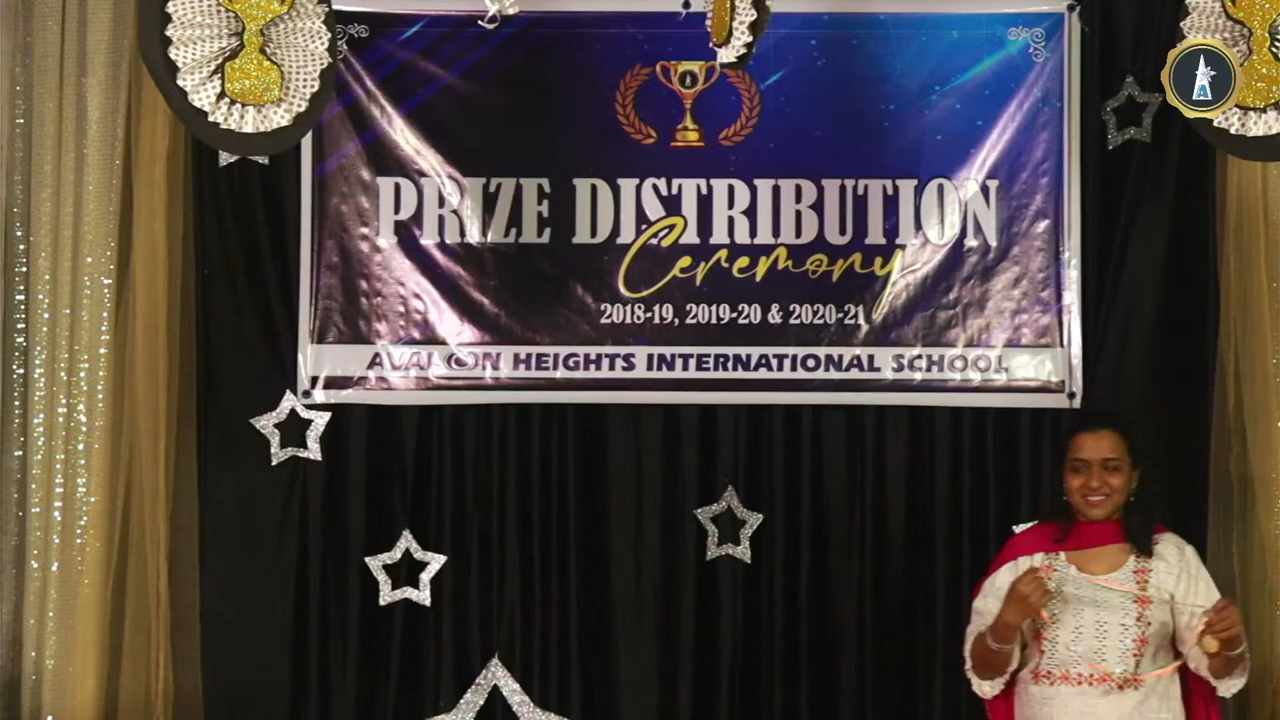 PRIZE DISTRIBUTION
Ceremony
2018-19, 2019-20 & 2020-21
AVALON HEIGHTS INTERNATIONAL SCHOOL